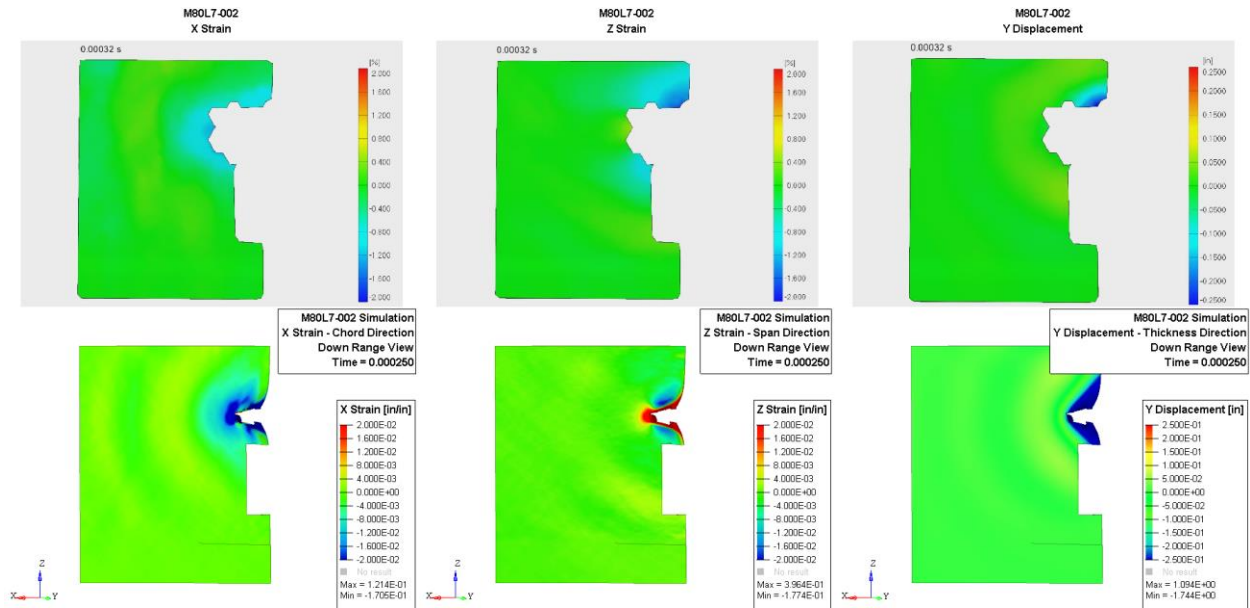 M80L7-002
X Strain
0.00032 s
[%]
2.000
1.600
1.200
0.800
0.400
0.000
-0.400
-0.800
-1.200
-1.600
-2.000
M80L7-002
Z Strain
0.00032 s
[%]
2.000
1.600
1.200
0.800
0.400
0.000
-0.400
-0.800
-1.200
-1.600
-2.000
M80L7-002
Y Displacement
0.00032 s
[in]
0.2500
0.2000
0.1500
0.1000
0.0500
0.0000
-0.0500
-0.1000
-0.1500
-0.2000
-0.2500
M80L7-002 Simulation
X Strain - Chord Direction
Down Range View
Time = 0.000250
X Strain [in/in]
2.000E-02
1.600E-02
1.200E-02
8.000E-03
4.000E-03
0.000E+00
-4.000E-03
-8.000E-03
-1.200E-02
-1.600E-02
-2.000E-02
No result
Max = 1.214E-01
Min = -1.705E-01
Z
X
Y
M80L7-002 Simulation
Z Strain - Span Direction
Down Range View
Time = 0.000250
Z Strain [in/in]
2.000E-02
1.600E-02
1.200E-02
8.000E-03
4.000E-03
0.000E+00
-4.000E-03
-8.000E-03
-1.200E-02
-1.600E-02
-2.000E-02
No result
Max = 3.964E-01
Min = -1.774E-01
Z
X
Y
M80L7-002 Simulation
Y Displacement - Thickness Direction
Down Range View
Time = 0.000250
Y Displacement [in]
2.500E-01
2.000E-01
1.500E-01
1.000E-01
5.000E-02
0.000E+00
-5.000E-02
-1.000E-01
-1.500E-01
-2.000E-01
-2.500E-01
No result
Max = 1.094E+00
Min = -1.744E+00
Z
X
Y